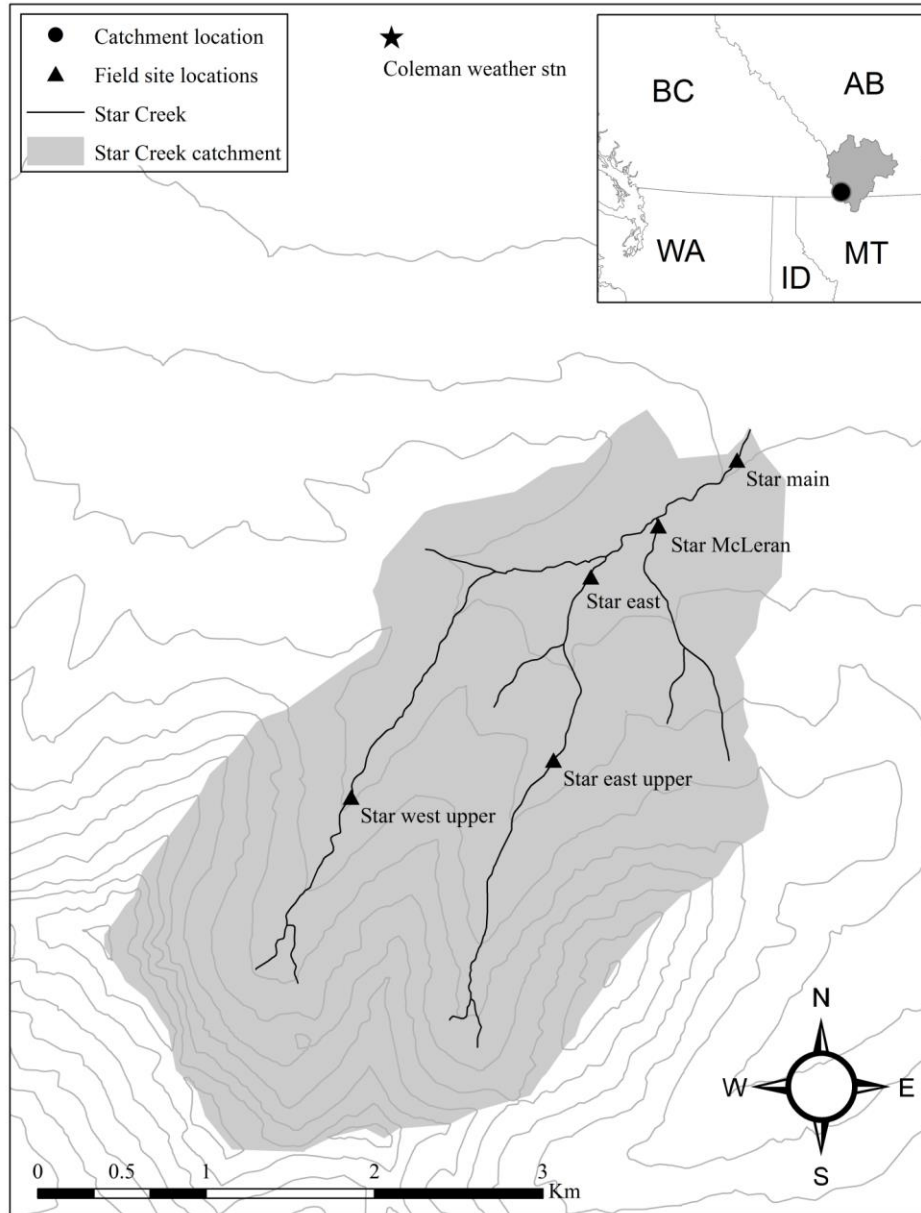 Catchment location
Field site locations
Star Creek
Star Creek catchment
Coleman weather stn
BC
AB
WA
ID
MT
Star main
Star McLeran
Star east
Star east upper
Star west upper
N
W
E
S
0 0.5 1 2 3
Km